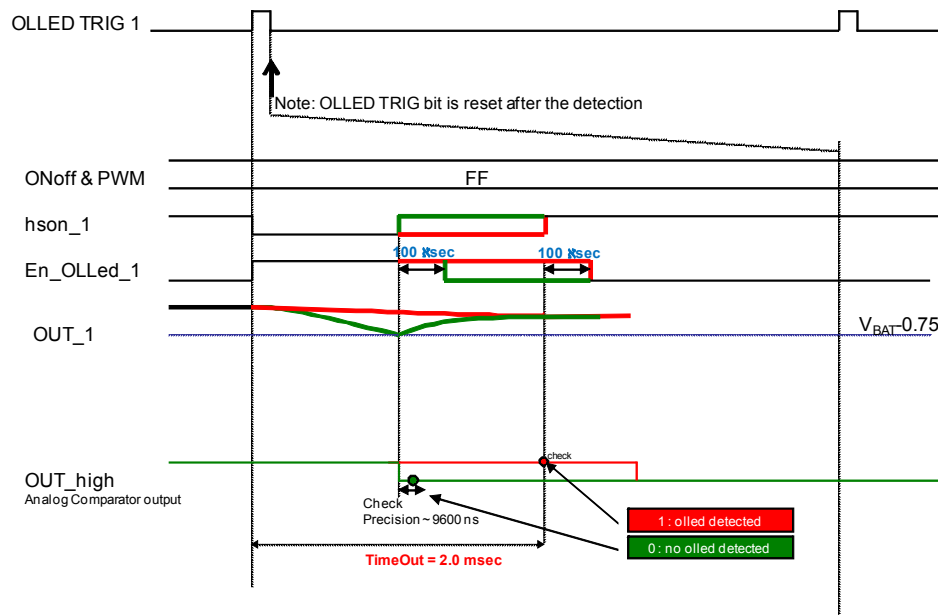 OLLED TRIG 1
Note: OLLED TRIG bit is reset after the detection
ONoff & PWM
FF
hson_1
100 sec
100 sec
En_OLLed_1
OUT_1
VBAT-0.75
check
OUT_high
Analog Comparator output
Check
Precision ~ 9600 ns
1 : olled detected
0 : no olled detected
TimeOut = 2.0 msec